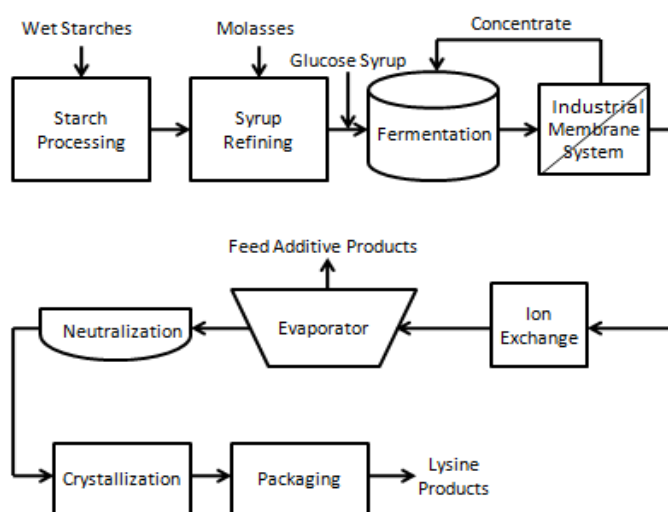 Wet Starches
Molasses
Concentrate
Glucose Syrup
Starch
Processing
Syrup
Refining
Fermentation
Industrial
Membrane
System
Feed Additive Products
Neutralization
Evaporator
Ion
Exchange
Crystallization
Packaging
Lysine
Products